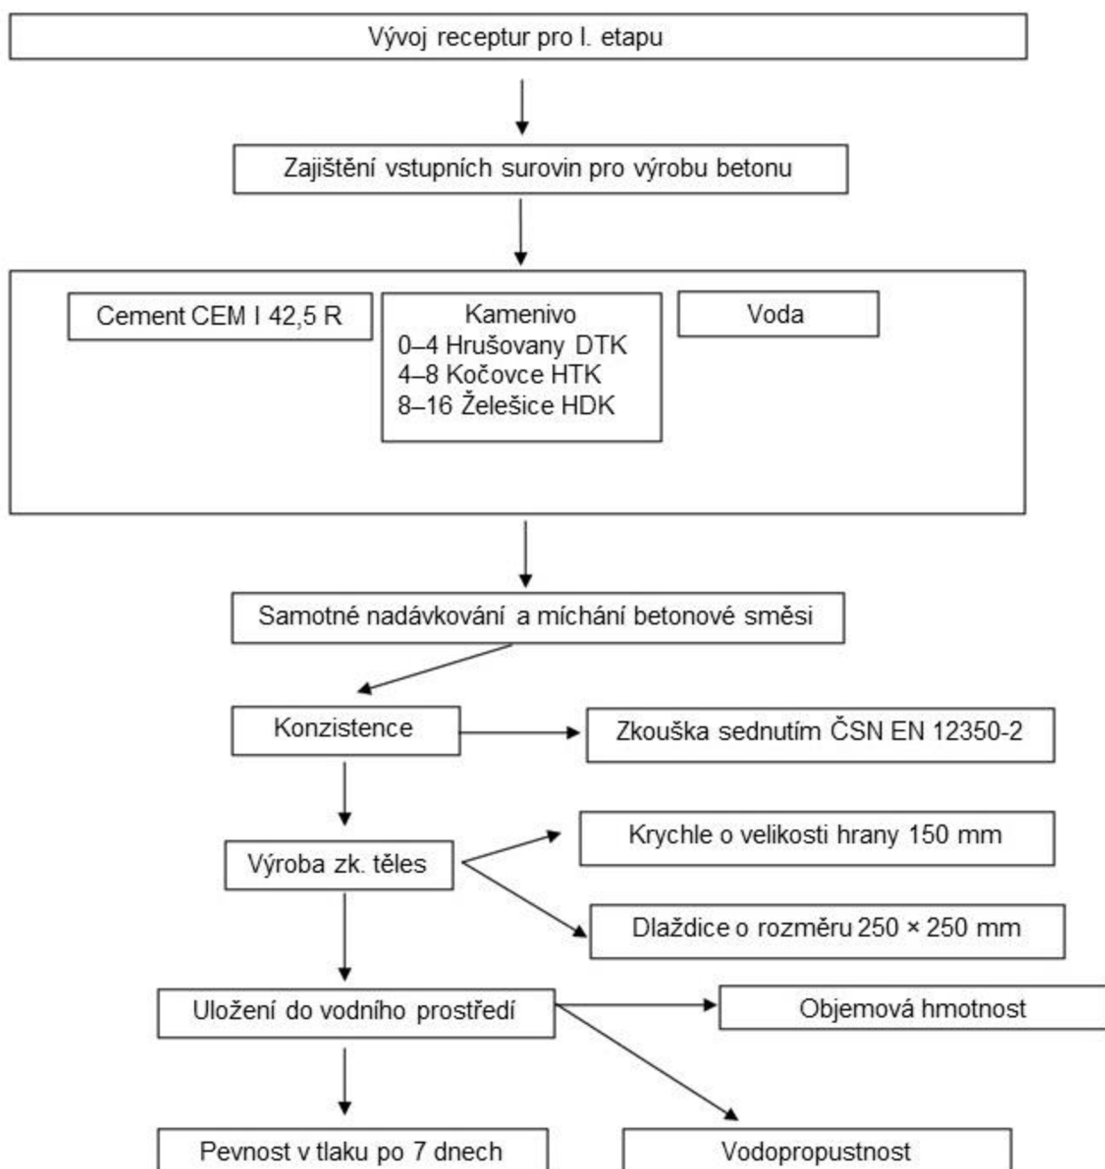 Vývoj receptur pro I. etapu
Zajištění vstupních surovin pro výrobu betonu
Cement CEM I 42,5 R
Kamenivo
0–4 Hrušovany DTK
4–8 Kočovce HTK
8–16 Želešice HDK
Voda
Samotné nadávkování a míchání betonové směsi
Konzistence
Zkouška sednutím ČSN EN 12350-2
Výroba zk. těles
Krychle o velikosti hrany 150 mm
Dlaždice o rozměru 250 × 250 mm
Uložení do vodního prostředí
Objemová hmotnost
Pevnost v tlaku po 7 dnech
Vodopropustnost